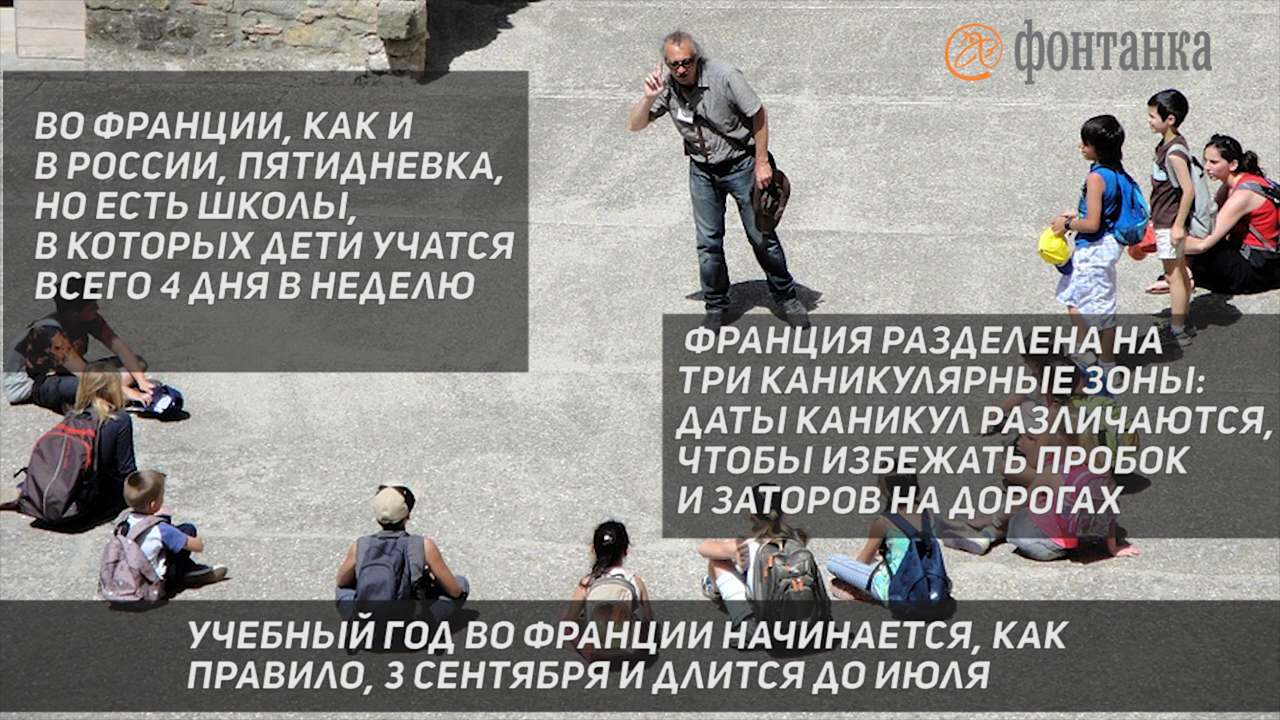 фонтанка
ВО ФРАНЦИИ, КАК И
В РОССИИ, ПЯТИДНЕВКА,
НО ЕСТЬ ШКОЛЫ,
В КОТОРЫХ ДЕТИ УЧАТСЯ
ВСЕГО 4 ДНЯ В НЕДЕЛЮ
ФРАНЦИЯ РАЗДЕЛЕНА НА
ТРИ КАНИКУЛЯРНЫЕ ЗОНЫ:
ДАТЫ КАНИКУЛ РАЗЛИЧАЮТСЯ,
ЧТОБЫ ИЗБЕЖАТЬ ПРОБОК
И ЗАТОРОВ НА ДОРОГАХ
УЧЕБНЫЙ ГОД ВО ФРАНЦИИ НАЧИНАЕТСЯ, КАК
ПРАВИЛО, 3 СЕНТЯБРЯ И ДЛИТСЯ ДО ИЮЛЯ